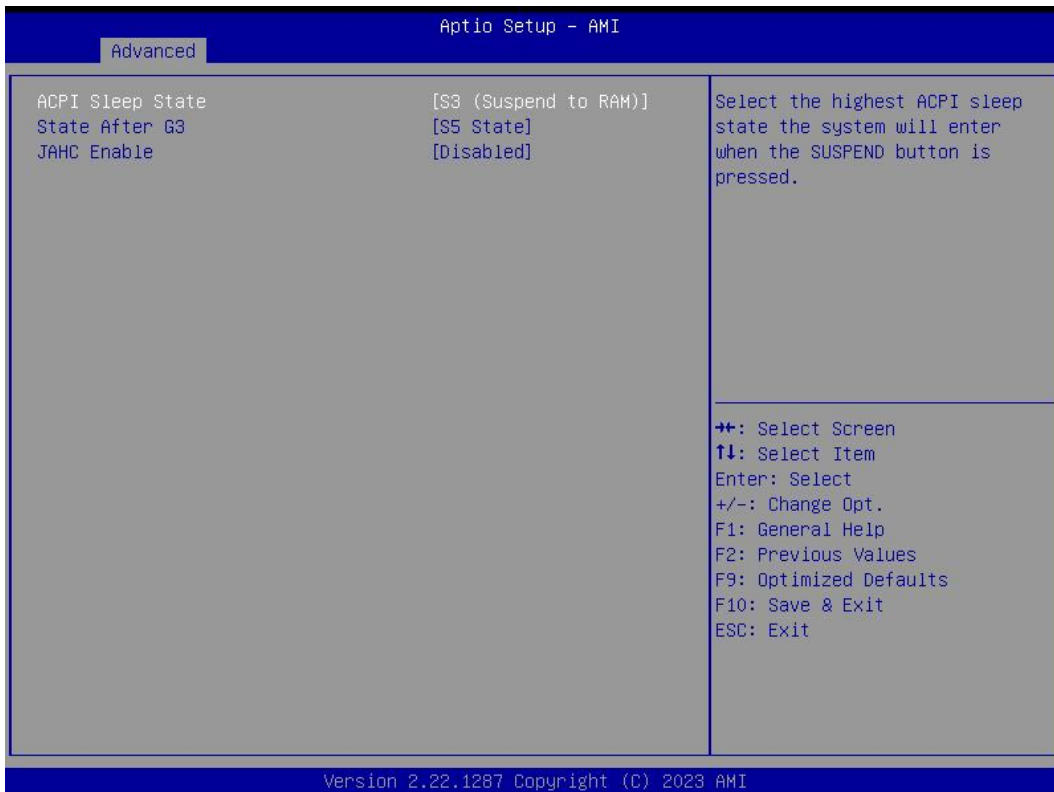 Aptio Setup – AMI
Advanced
ACPI Sleep State [S3 (Suspend to RAM)]
State After G3 [S5 State]
JAHC Enable [Disabled]
Select the highest ACPI sleep
state the system will enter
when the SUSPEND button is
pressed.
→←: Select Screen
↑↓: Select Item
Enter: Select
+/-: Change Opt.
F1: General Help
F2: Previous Values
F9: Optimized Defaults
F10: Save & Exit
ESC: Exit
Version 2.22.1287 Copyright (C) 2023 AMI